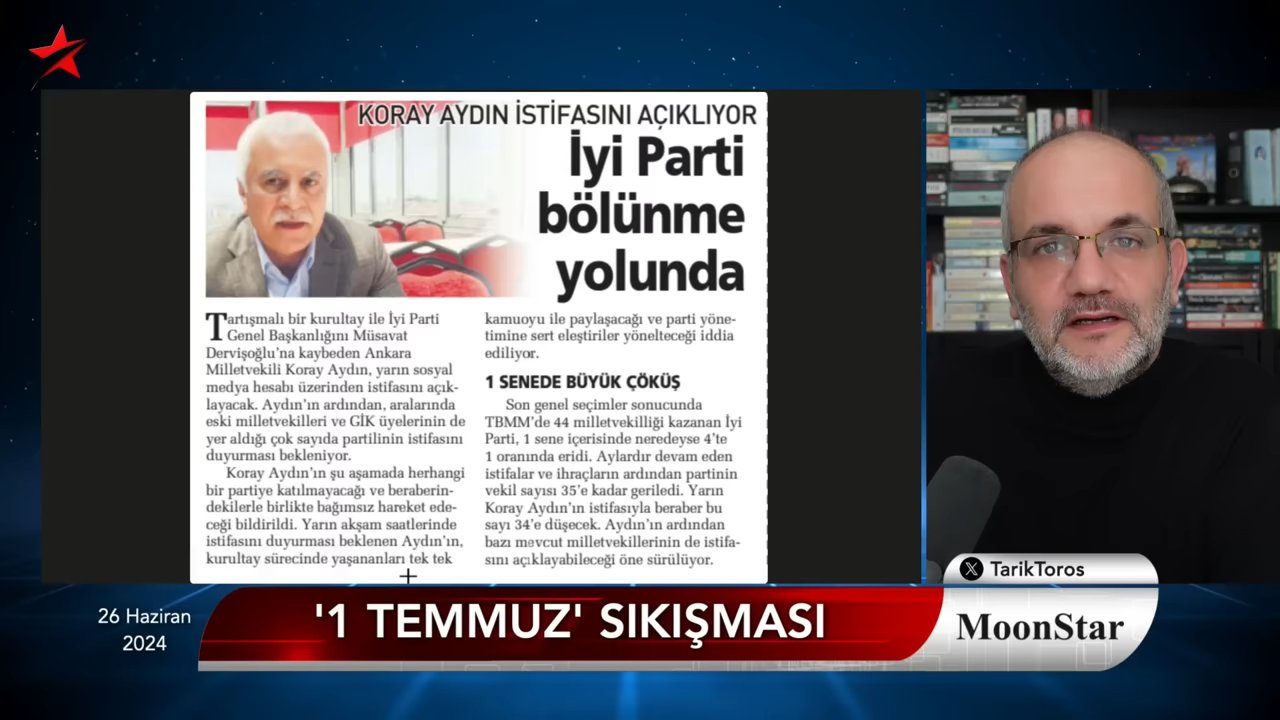 KORAY AYDIN İSTİFASINI AÇIKLIYOR
İyi Parti
bölünme
yolunda
Tartışmalı bir kurultay ile İyi Parti
Genel Başkanlığını Müsavat
Dervişoğlu'na kaybeden Ankara
Milletvekili Koray Aydın, yarın sosyal
medya hesabı üzerinden istifasını açık-
layacak. Aydın'ın ardından, aralarında
eski milletvekilleri ve GİK üyelerinin de
yer aldığı çok sayıda partilinin istifasını
duyurması bekleniyor.
Koray Aydın'ın şu aşamada herhangi
bir partiye katılmayacağı ve beraberin-
dekilerle birlikte bağımsız hareket ede-
ceği bildirildi. Yarın akşam saatlerinde
istifasını duyurması beklenen Aydın'ın,
kurultay sürecinde yaşananları tek tek
kamuoyu ile paylaşacağı ve parti yöne-
timine sert eleştiriler yönelteceği iddia
ediliyor.
1 SENEDE BÜYÜK ÇÖKÜŞ
Son genel seçimler sonucunda
TBMM'de 44 milletvekilliği kazanan İyi
Parti, 1 sene içerisinde neredeyse 4'te
1 oranında eridi. Aylardır devam eden
istifalar ve ihraçların ardından partinin
vekil sayısı 35'e kadar geriledi. Yarın
Koray Aydın'ın istifasıyla beraber bu
sayı 34'e düşecek. Aydın'ın ardından
bazı mevcut milletvekillerinin de istifa-
sını açıklayabileceği öne sürülüyor.
TarikToros
26 Haziran
2024
'1 TEMMUZ' SIKIŞMASI
MoonStar